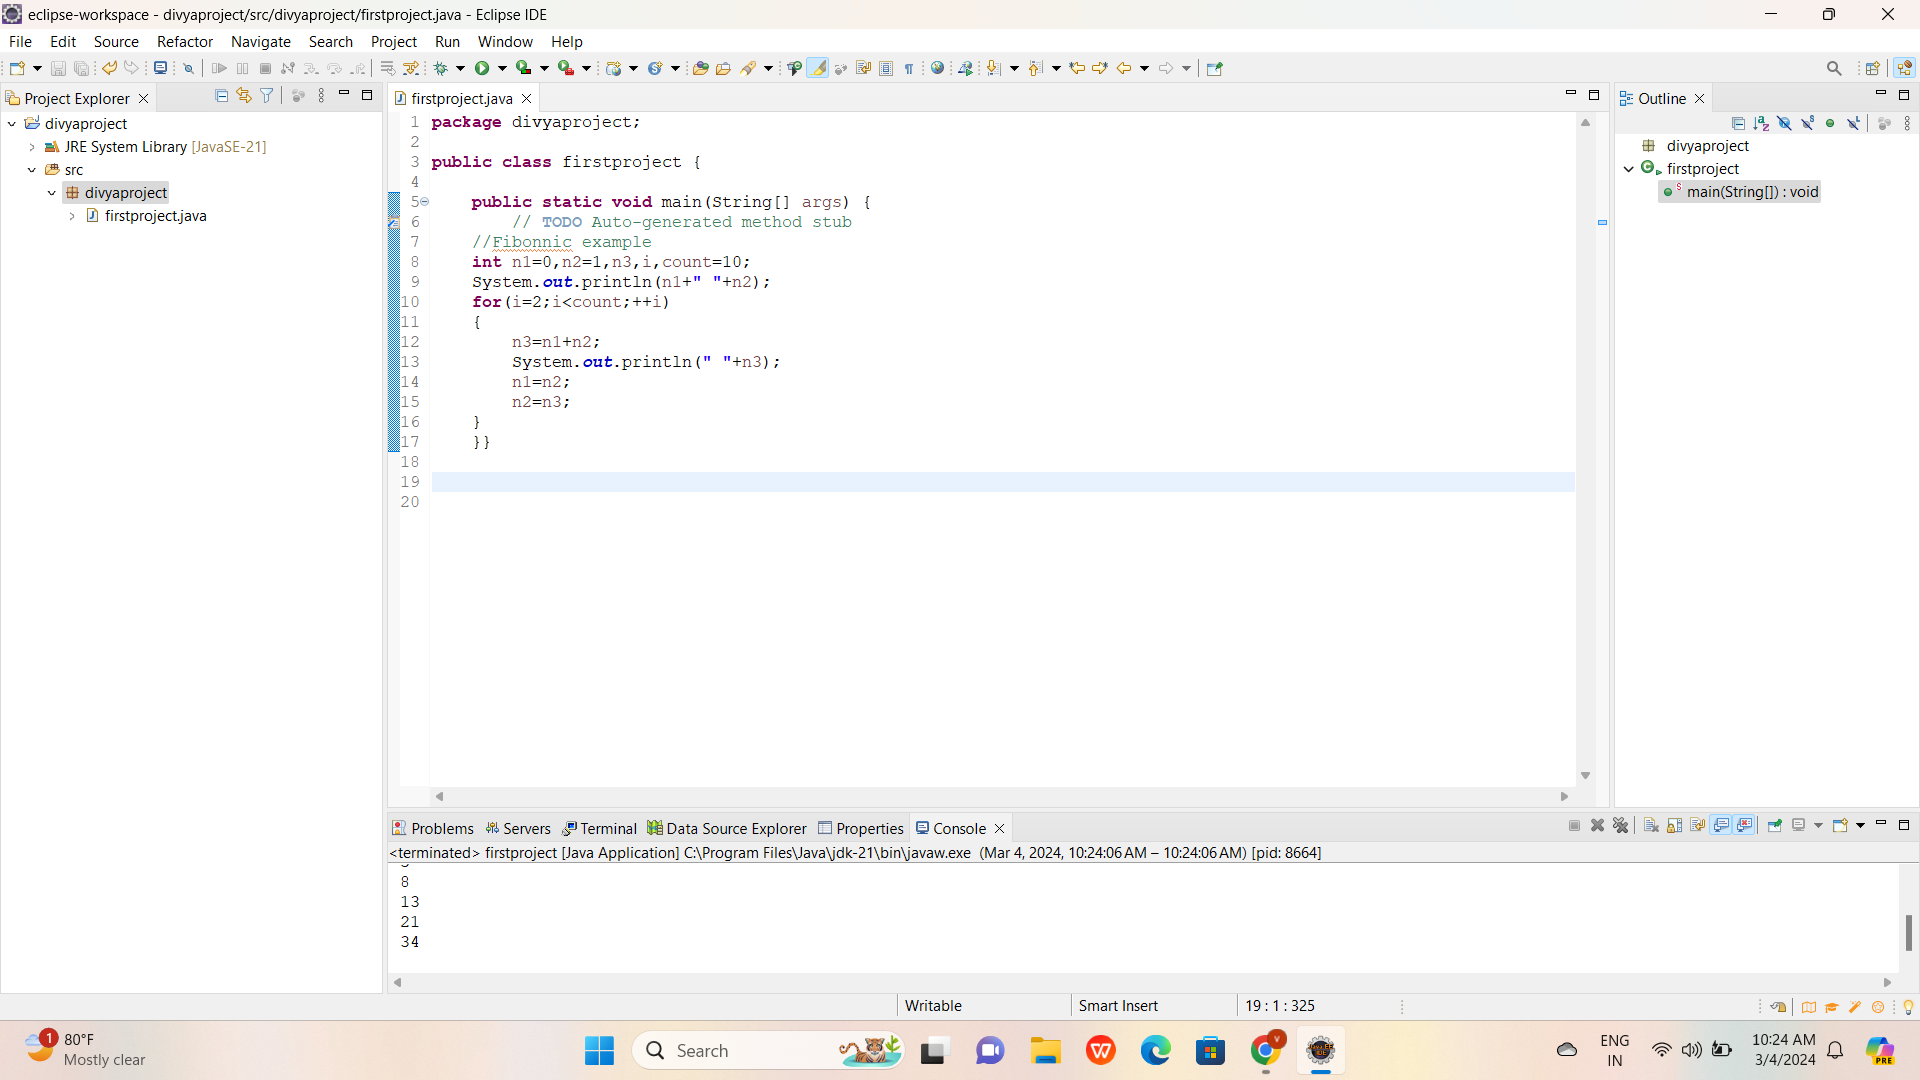 eclipse-workspace - divyaproject/src/divyaproject/firstproject.java - Eclipse IDE
File Edit Source Refactor Navigate Search Project Run Window Help
Project Explorer
divyaproject
JRE System Library [JavaSE-21]
src
divyaproject
firstproject.java
firstproject.java
1 package divyaproject;
2
3 public class firstproject {
4
5 public static void main(String[] args) {
6 // TODO Auto-generated method stub
7 //Fibonnic example
8 int n1=0,n2=1,n3,i,count=10;
9 System.out.println(n1+" "+n2);
10 for(i=2;i<count;++i)
11 {
12 n3=n1+n2;
13 System.out.println(" "+n3);
14 n1=n2;
15 n2=n3;
16 }
17 }}
18
19
20
Outline
divyaproject
firstproject
main(String[]) : void
Problems Servers Terminal Data Source Explorer Properties Console
<terminated> firstproject [Java Application] C:\Program Files\Java\jdk-21\bin\javaw.exe (Mar 4, 2024, 10:24:06 AM – 10:24:06 AM) [pid: 8664]
8
13
21
34
Writable Smart Insert 19 : 1 : 325
1
80°F
Mostly clear
Search
ENG
IN
10:24 AM
3/4/2024
PRE